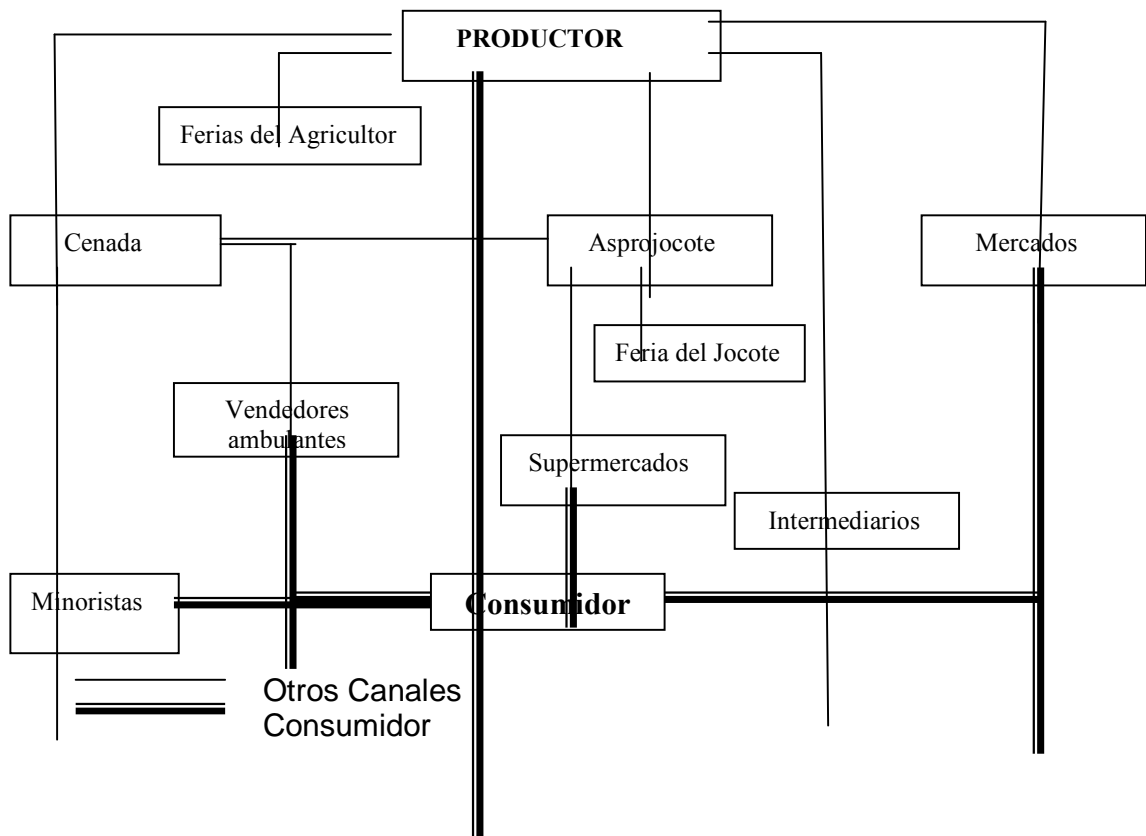 PRODUCTOR
Ferias del Agricultor
Cenada
Asprojocote
Mercados
Feria del Jocote
Vendedores
ambulantes
Supermercados
Intermediarios
Minoristas
Consumidor
Otros Canales
Consumidor